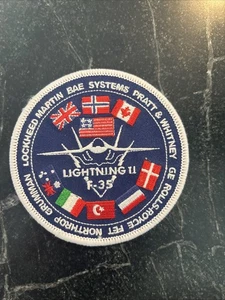 LOCKHEED MARTIN BAE SYSTEMS PRATT & WHITNEY GE ROLLS-ROYCE FET NORTHROP GRUMMAN
LIGHTNING II
F-35